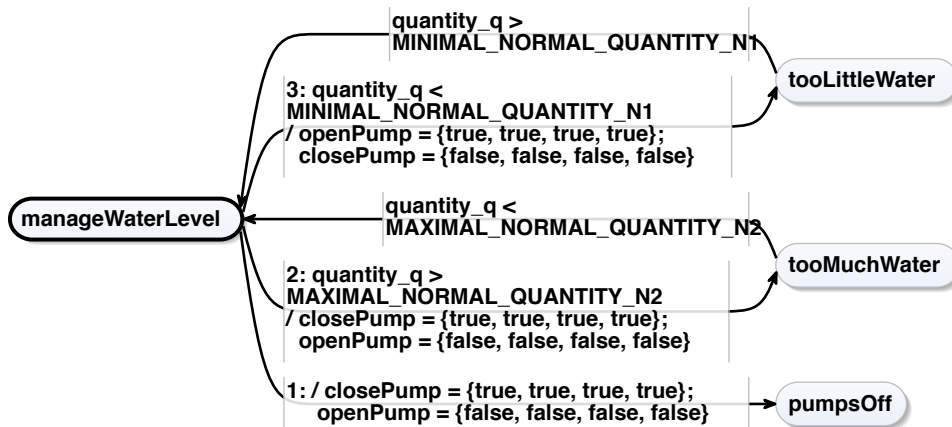 quantity_q >
MINIMAL_NORMAL_QUANTITY_N1
tooLittleWater
3: quantity_q <
MINIMAL_NORMAL_QUANTITY_N1
/ openPump = {true, true, true, true};
closePump = {false, false, false, false}
manageWaterLevel
quantity_q <
MAXIMAL_NORMAL_QUANTITY_N2
tooMuchWater
2: quantity_q >
MAXIMAL_NORMAL_QUANTITY_N2
/ closePump = {true, true, true, true};
openPump = {false, false, false, false}
1: / closePump = {true, true, true, true};
openPump = {false, false, false, false}
pumpsOff